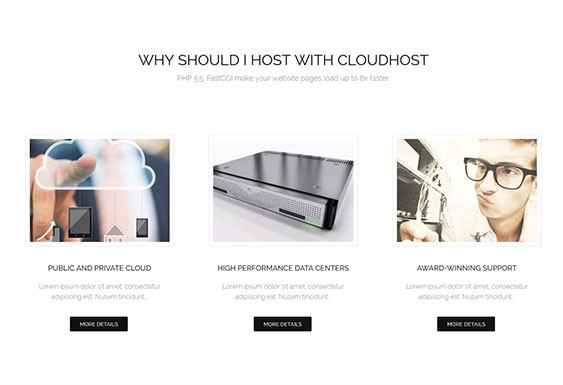 WHY SHOULD I HOST WITH CLOUDHOST
PHP 5.5, FastCGI make your website pages load up to 6x faster.
PUBLIC AND PRIVATE CLOUD
Lorem ipsum dolor sit amet, consectetur
adipiscing elit. Nullam tincidunt.
MORE DETAILS
HIGH PERFORMANCE DATA CENTERS
Lorem ipsum dolor sit amet, consectetur
adipiscing elit. Nullam tincidunt.
MORE DETAILS
AWARD-WINNING SUPPORT
Lorem ipsum dolor sit amet, consectetur
adipiscing elit. Nullam tincidunt.
MORE DETAILS